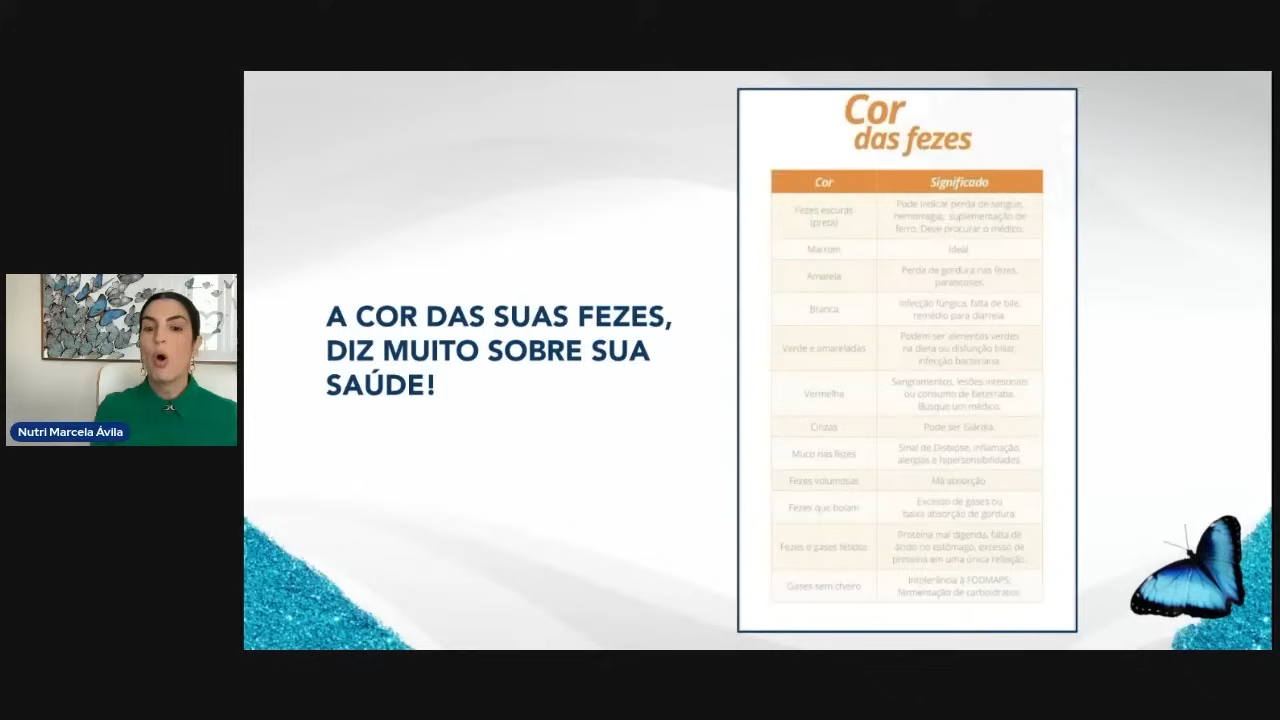 Nutri Marcela Ávila
A COR DAS SUAS FEZES,
DIZ MUITO SOBRE SUA
SAÚDE!
Cor
das fezes
Cor Significado
Fezes escuras
(preta)
Pode indicar perda de sangue,
hemorragia, suplementação de
ferro. Deve procurar o médico.
Marrom Ideal
Amarela
Perda de gordura nas fezes,
parasitoses.
Branca
Infecção fúngica, falta de bile,
remédio para diarreia.
Verde e amareladas
Podem ser alimentos verdes
na dieta ou disfunção biliar,
infecção bacteriana.
Vermelha
Sangramentos, lesões intestinais
ou consumo de beterraba.
Busque um médico.
Cinzas Pode ser Giárdia.
Muco nas fezes
Sinal de Disbiose, inflamação,
alergias e hipersensibilidades
Fezes volumosas Má absorção
Fezes que boiam
Excesso de gases ou
baixa absorção de gordura
Fezes e gases fétidos
Proteína mal digerida, falta de
ácido no estômago, excesso de
proteína em uma única refeição.
Gases sem cheiro
Intolerância à FODMAPS;
fermentação de carboidratos